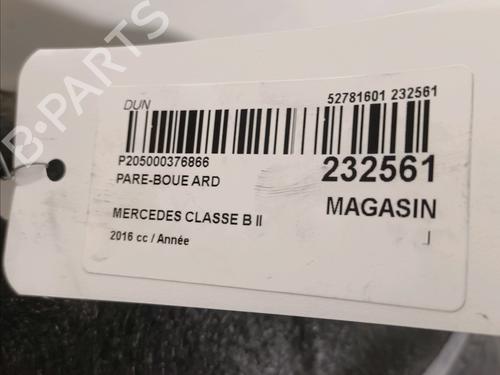 B-PARTS
DUN
52781601 232561
P205000376866
232561
PARE-BOUE ARD
MAGASIN
MERCEDES CLASSE B II
2016 cc / Année